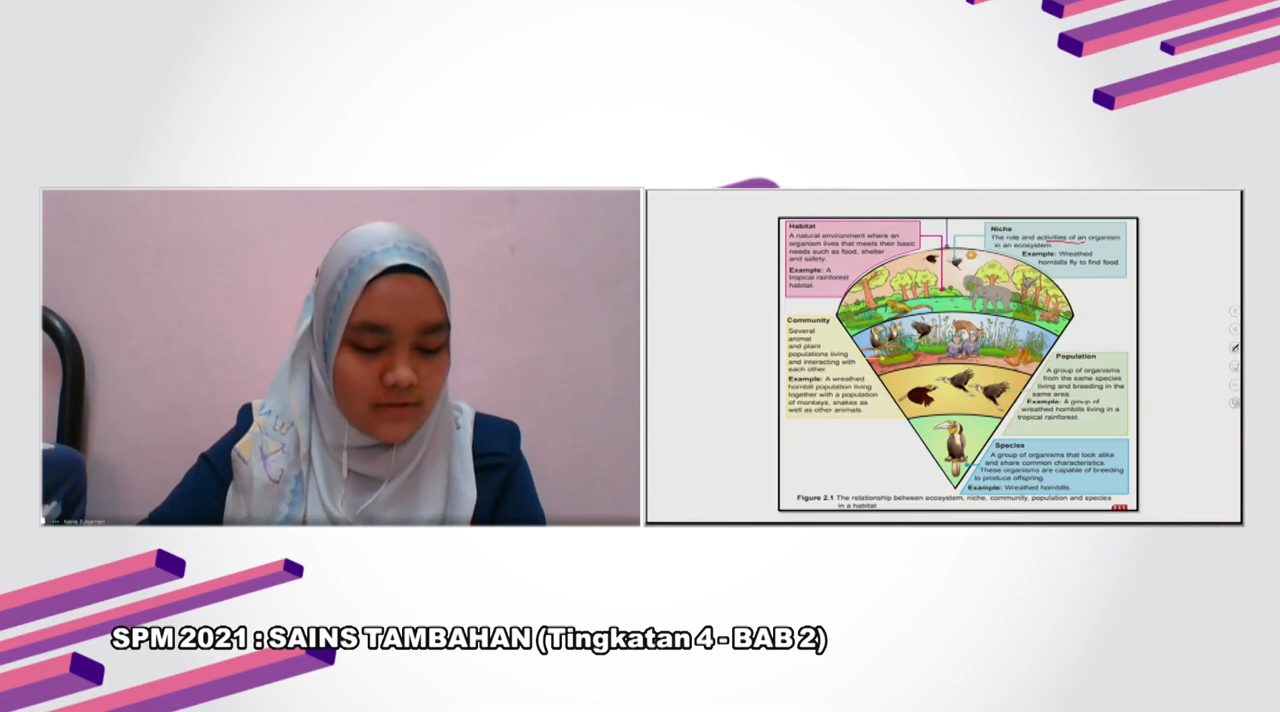 Habitat
A natural environment where an
organism lives that meets their basic
needs such as food, shelter
and safety.
Example: A
tropical rainforest
habitat.
Niche
The role and activities of an organism
in an ecosystem.
Example: Wreathed
hornbills fly to find food.
Community
Several
animal
and plant
populations living
and interacting with
each other.
Example: A wreathed
hornbill population living
together with a population
of monkeys, snakes as
well as other animals.
Population
A group of organisms
from the same species
living and breeding in the
same area.
Example: A group of
wreathed hornbills living in a
tropical rainforest.
Species
A group of organisms that look alike
and share common characteristics.
These organisms are capable of breeding
to produce offspring.
Example: Wreathed hornbills.
Figure 2.1 The relationship between ecosystem, niche, community, population and species
in a habitat
SPM 2021 : SAINS TAMBAHAN (Tingkatan 4 - BAB 2)